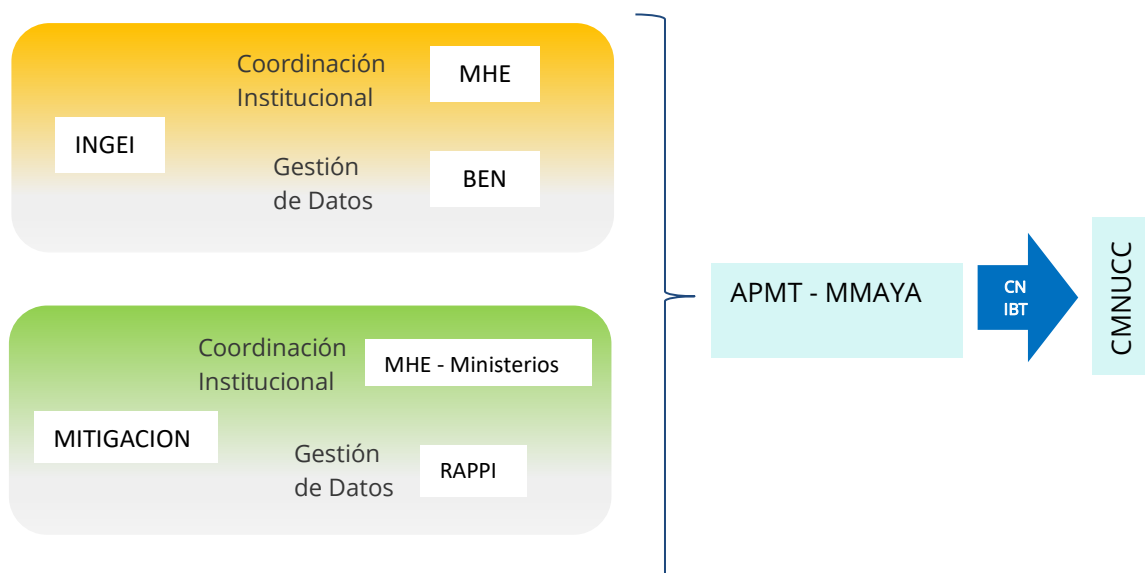 Coordinación
Institucional
MHE
INGEI
Gestión
de Datos
BEN
Coordinación
Institucional
MHE - Ministerios
MITIGACION
Gestión
de Datos
RAPPI
APMT - MMAYA
CN
IBT
CMNUCC